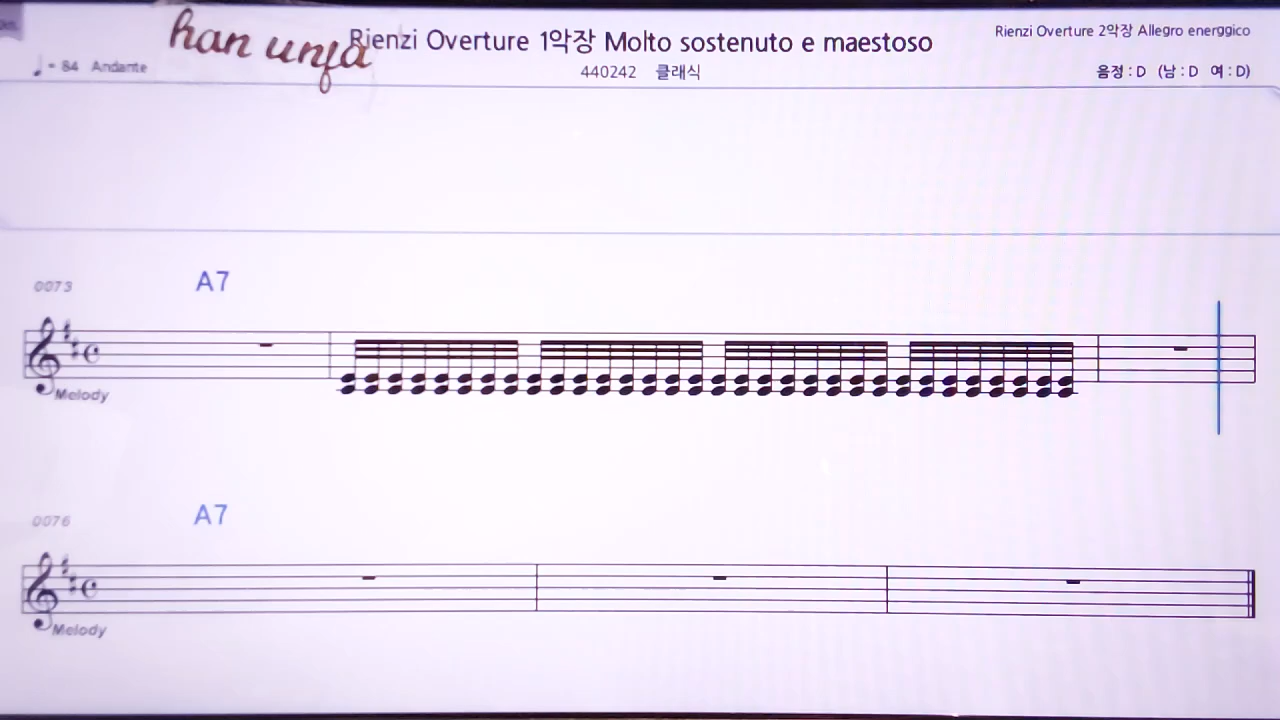 han unfa
Rienzi Overture 1악장 Molto sostenuto e maestoso
Rienzi Overture 2악장 Allegro energgico
♩ = 84 Andante
440242 클래식
음정 : D (남 : D 여 : D)
0073
A7
Melody
0076
A7
Melody